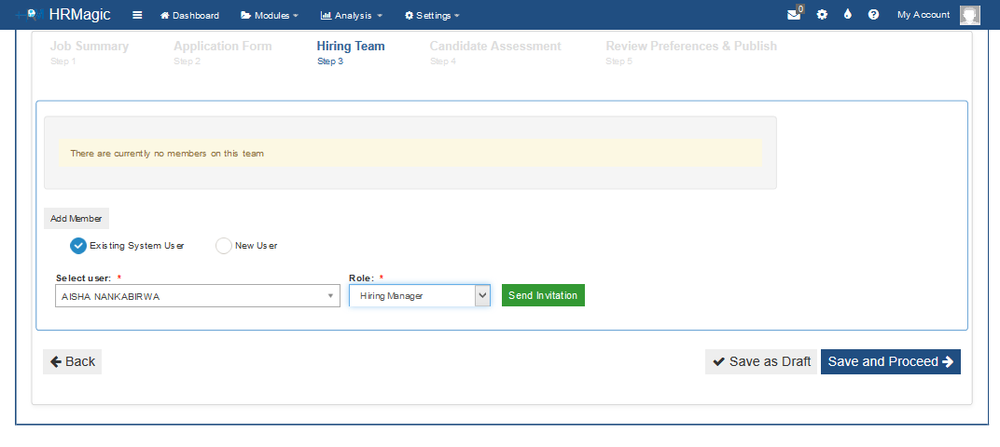 HRMagic Dashboard Modules Analysis Settings 0 My Account
Job Summary Application Form Hiring Team Candidate Assessment Review Preferences & Publish
Step 1 Step 2 Step 3 Step 4 Step 5
There are currently no members on this team
Add Member
Existing System User New User
Select user: * Role: *
AISHA NANKABIRWA Hiring Manager Send Invitation
Back Save as Draft Save and Proceed